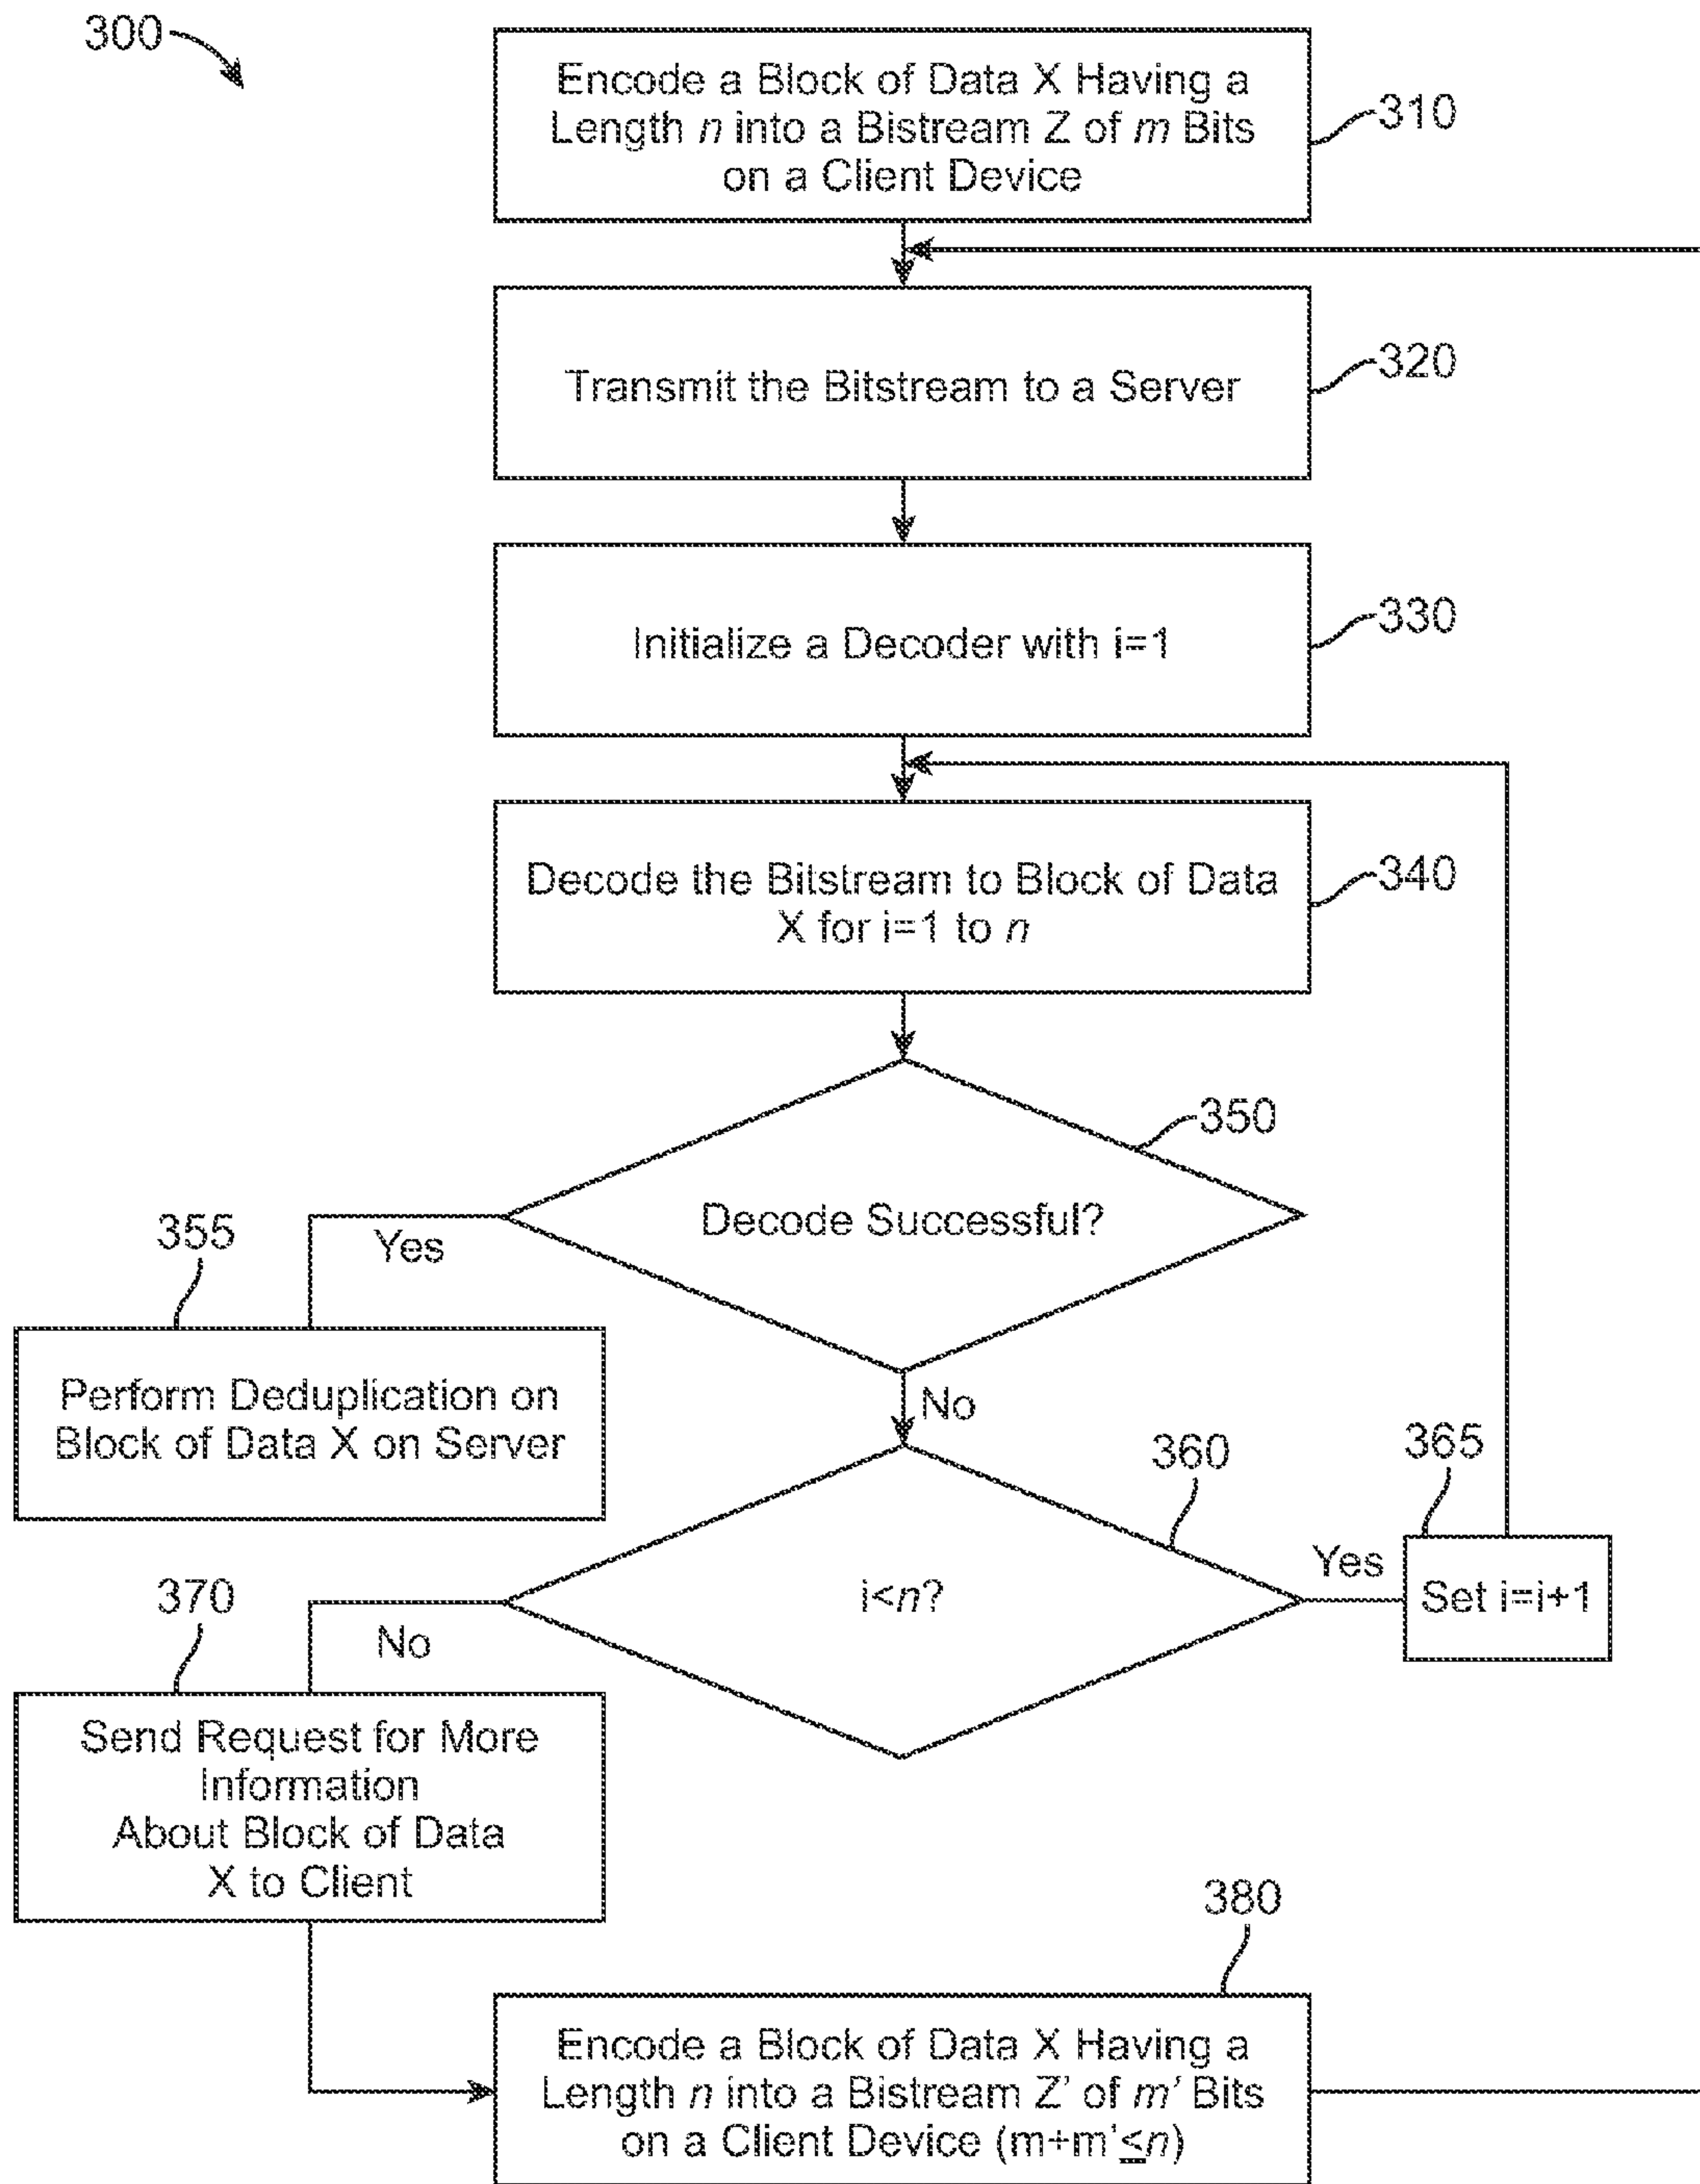 300
Encode a Block of Data X Having a
Length n into a Bistream Z of m Bits
on a Client Device
310
Transmit the Bitstream to a Server
320
Initialize a Decoder with i=1
330
Decode the Bitstream to Block of Data
X for i=1 to n
340
350
Decode Successful?
355
Yes
Perform Deduplication on
Block of Data X on Server
No
360
365
i<n?
Yes
Set i=i+1
370
No
Send Request for More
Information
About Block of Data
X to Client
380
Encode a Block of Data X Having a
Length n into a Bistream Z' of m' Bits
on a Client Device (m+m'≤n)